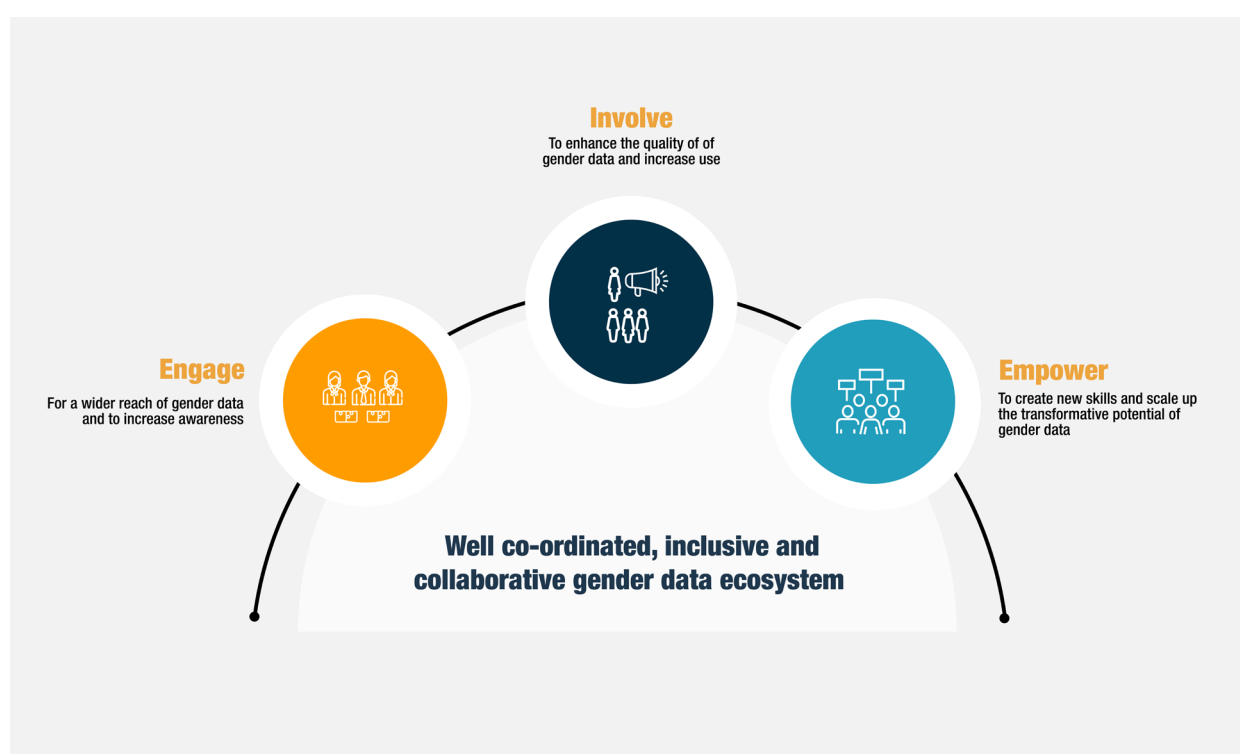 Involve
To enhance the quality of of
gender data and increase use
Engage
For a wider reach of gender data
and to increase awareness
Empower
To create new skills and scale up
the transformative potential of
gender data
Well co-ordinated, inclusive and
collaborative gender data ecosystem